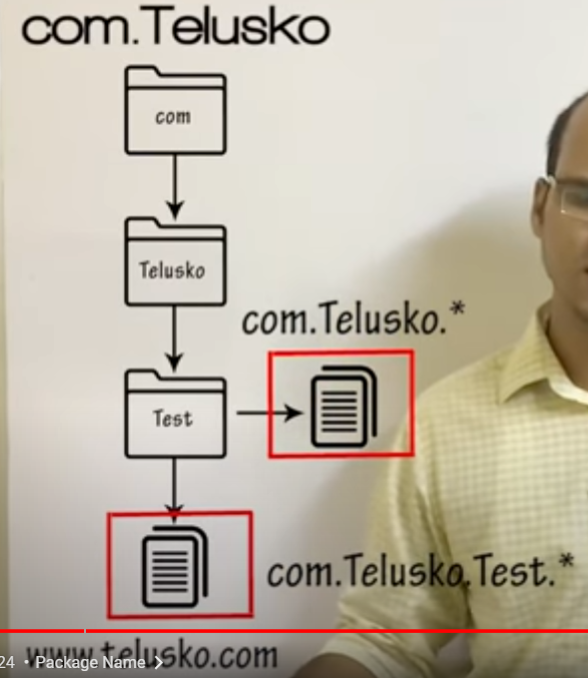 com.Telusko
com
Telusko
com.Telusko.*
Test
com.Telusko.Test.*
www.telusko.com
24 • Package Name >